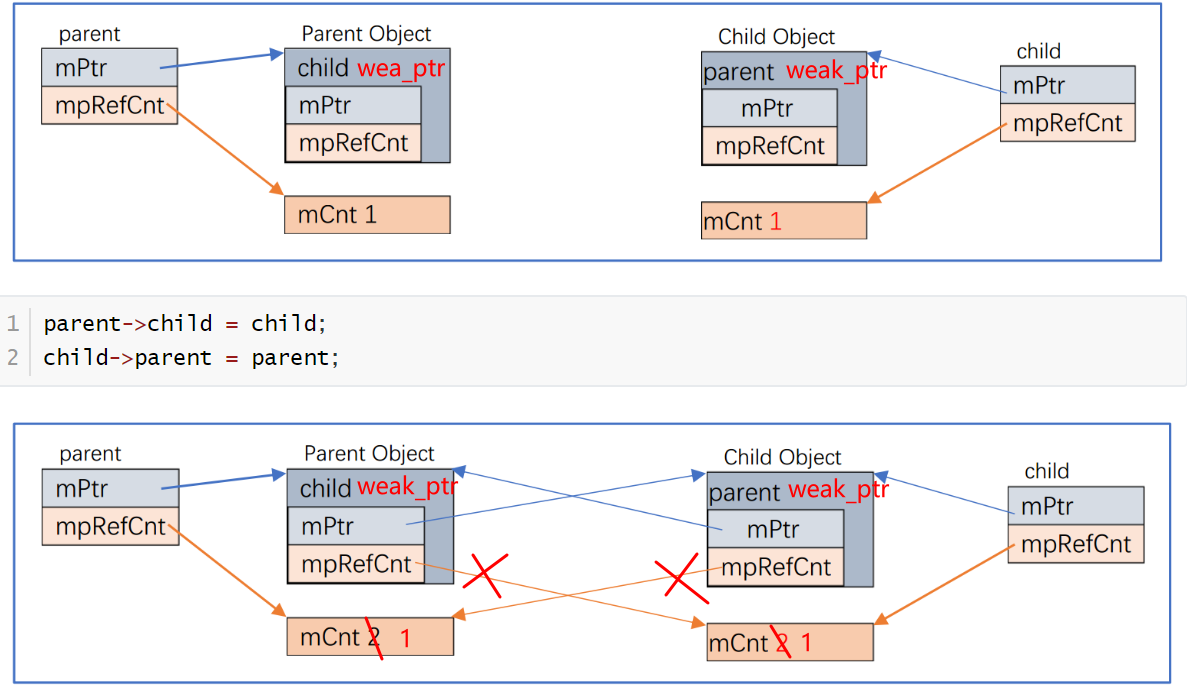 parent
Parent Object
Child Object
child
mPtr
mpRefCnt
child wea_ptr
mPtr
mpRefCnt
mCnt 1
parent weak_ptr
mPtr
mpRefCnt
mCnt 1
mPtr
mpRefCnt
1 parent->child = child;
2 child->parent = parent;
parent
Parent Object
Child Object
child
mPtr
mpRefCnt
child weak_ptr
mPtr
mpRefCnt
mCnt 2 1
parent weak_ptr
mPtr
mpRefCnt
mCnt 2 1
mPtr
mpRefCnt